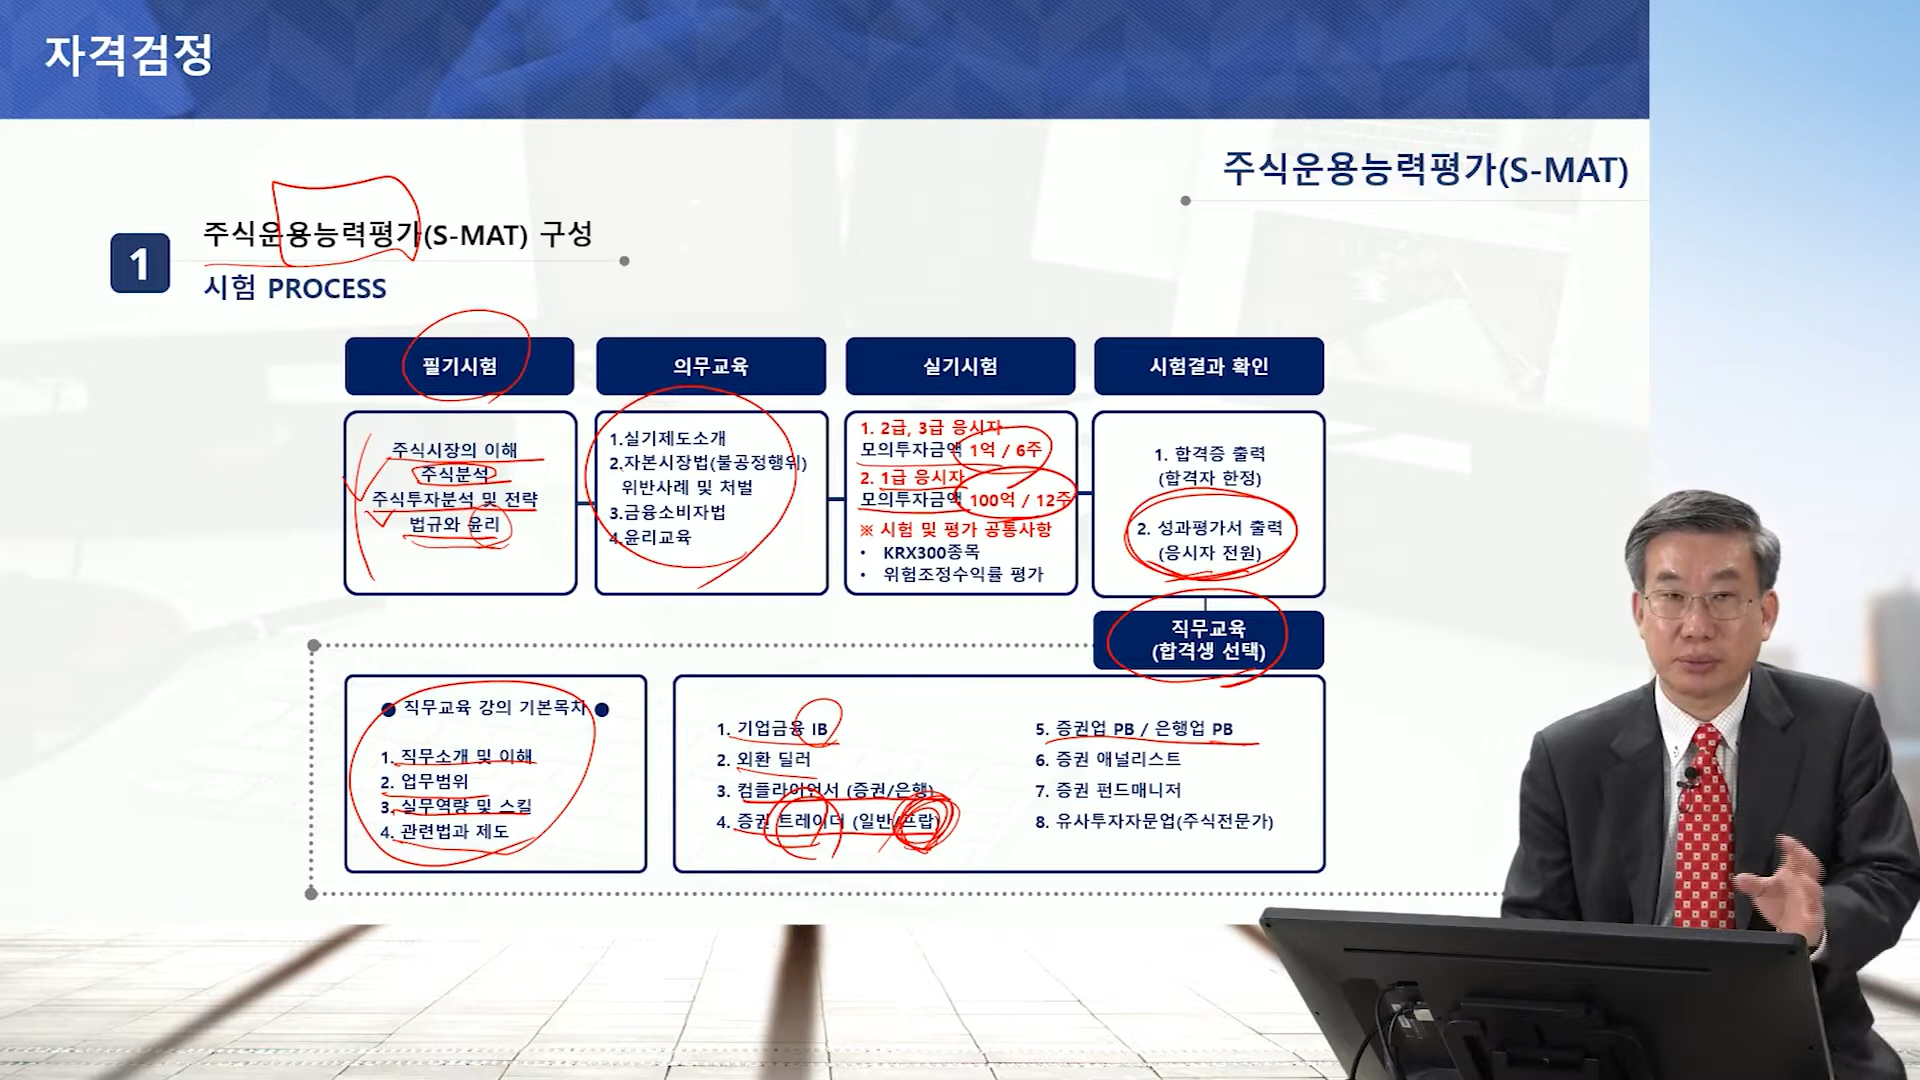 자격검정
주식운용능력평가(S-MAT)
1
주식운용능력평가(S-MAT) 구성
시험 PROCESS
필기시험
주식시장의 이해
주식분석
주식투자분석 및 전략
법규와 윤리
의무교육
1.실기제도소개
2.자본시장법(불공정행위)
위반사례 및 처벌
3.금융소비자법
4.윤리교육
실기시험
1. 2급, 3급 응시자
모의투자금액 1억 / 6주
2. 1급 응시자
모의투자금액 100억 / 12주
※ 시험 및 평가 공통사항
• KRX300종목
• 위험조정수익률 평가
시험결과 확인
1. 합격증 출력
(합격자 한정)
2. 성과평가서 출력
(응시자 전원)
직무교육
(합격생 선택)
직무교육 강의 기본목차
1. 직무소개 및 이해
2. 업무범위
3. 실무역량 및 스킬
4. 관련법과 제도
1. 기업금융 IB
2. 외환 딜러
3. 컴플라이언서 (증권/은행)
4. 증권 트레이더 (일반/프랍)
5. 증권업 PB / 은행업 PB
6. 증권 애널리스트
7. 증권 펀드매니저
8. 유사투자자문업(주식전문가)